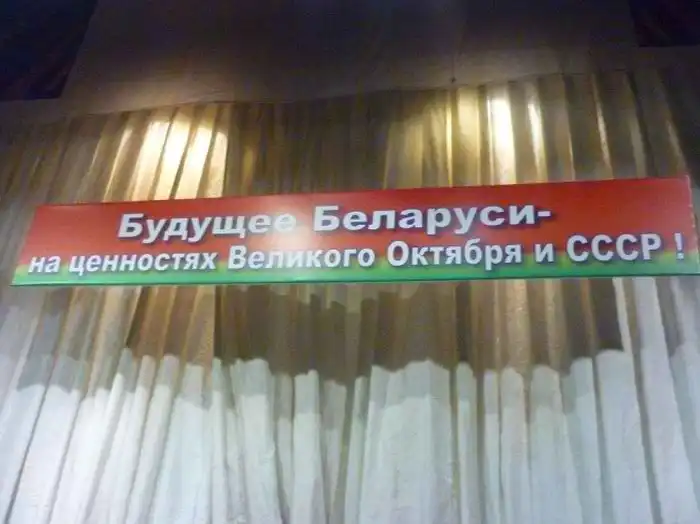 Будущее Беларуси-
на ценностях Великого Октября и СССР !